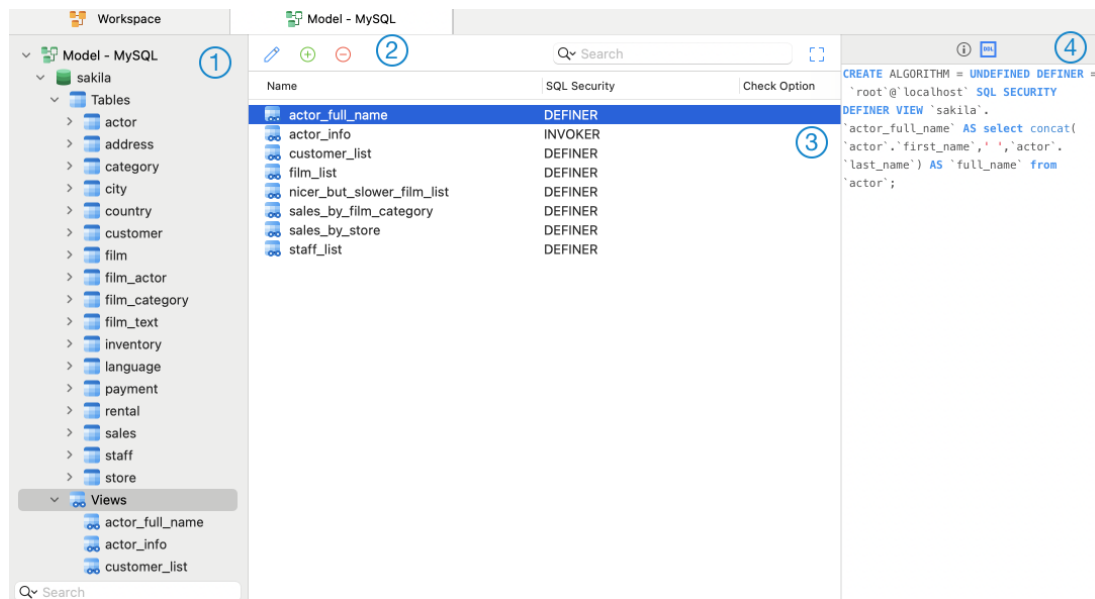 Workspace
Model - MySQL
Model - MySQL
1
sakila
Tables
actor
address
category
city
country
customer
film
film_actor
film_category
film_text
inventory
language
payment
rental
sales
staff
store
Views
actor_full_name
actor_info
customer_list
Search
2
Search
Name SQL Security Check Option
actor_full_name DEFINER
actor_info INVOKER
customer_list DEFINER
film_list DEFINER
nicer_but_slower_film_list DEFINER
sales_by_film_category DEFINER
sales_by_store DEFINER
staff_list DEFINER
3
DDL
4
CREATE ALGORITHM = UNDEFINED DEFINER =
`root`@`localhost` SQL SECURITY
DEFINER VIEW `sakila`.
`actor_full_name` AS select concat(
`actor`.`first_name`,' ',`actor`.
`last_name`) AS `full_name` from
`actor`;